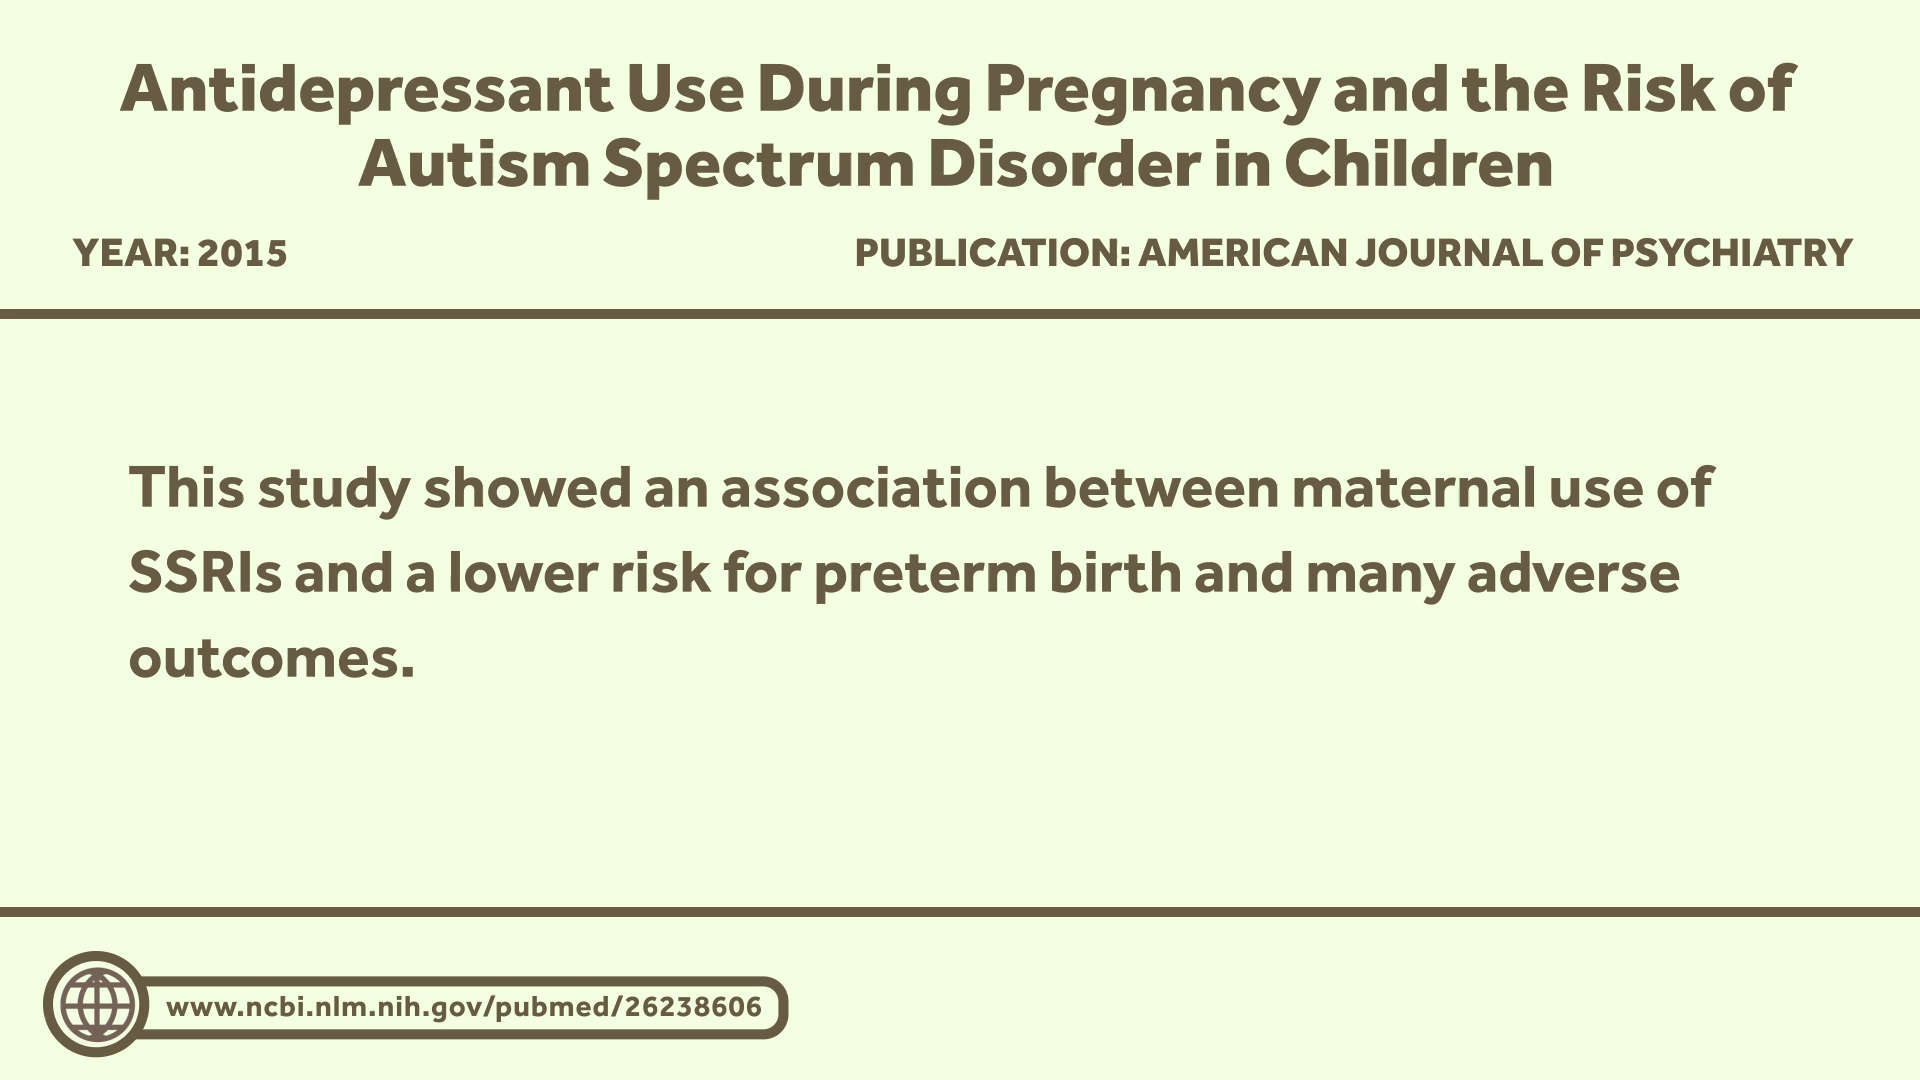 Antidepressant Use During Pregnancy and the Risk of
Autism Spectrum Disorder in Children
YEAR: 2015
PUBLICATION: AMERICAN JOURNAL OF PSYCHIATRY
This study showed an association between maternal use of
SSRIs and a lower risk for preterm birth and many adverse
outcomes.
www.ncbi.nlm.nih.gov/pubmed/26238606